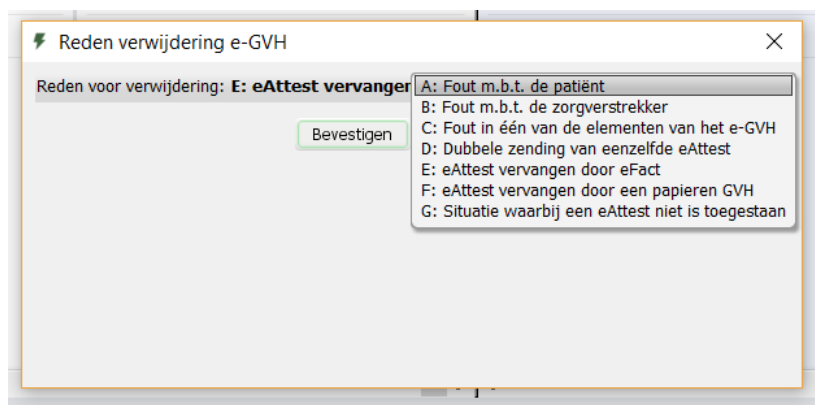 Reden verwijdering e-GVH
Reden voor verwijdering: E: eAttest vervangen
A: Fout m.b.t. de patiënt
B: Fout m.b.t. de zorgverstrekker
C: Fout in één van de elementen van het e-GVH
D: Dubbele zending van eenzelfde eAttest
E: eAttest vervangen door eFact
F: eAttest vervangen door een papieren GVH
G: Situatie waarbij een eAttest niet is toegestaan
Bevestigen